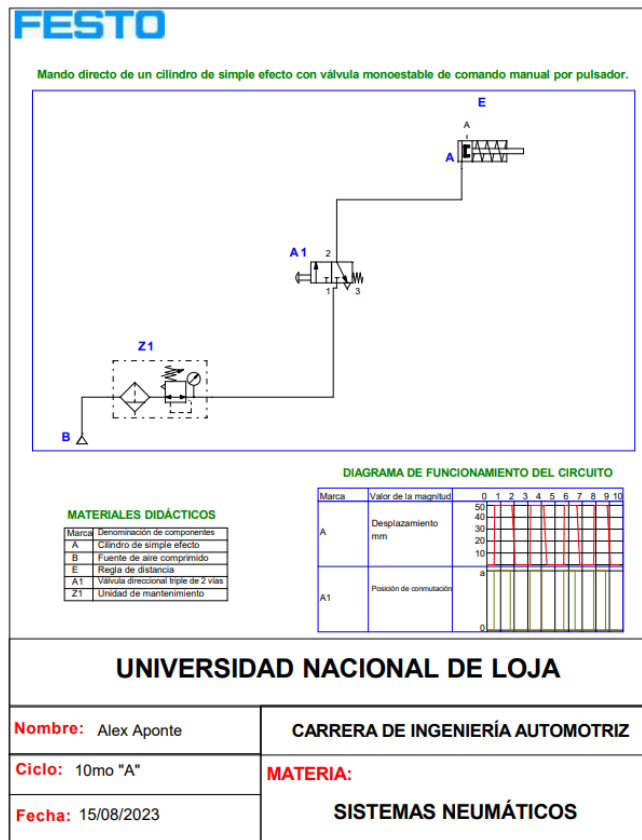 FESTO
Mando directo de un cilindro de simple efecto con válvula monoestable de comando manual por pulsador.
E
A
A
A1
2
1
3
Z1
B
DIAGRAMA DE FUNCIONAMIENTO DEL CIRCUITO
Marca Valor de la magnitud 0 1 2 3 4 5 6 7 8 9 10
A Desplazamiento mm 50 40 30 20 10
A1 Posición de conmutación a 0
MATERIALES DIDÁCTICOS
Marca Denominación de componentes
A Cilindro de simple efecto
B Fuente de aire comprimido
E Regla de distancia
A1 Válvula direccional triple de 2 vías
Z1 Unidad de mantenimiento
UNIVERSIDAD NACIONAL DE LOJA
Nombre: Alex Aponte
CARRERA DE INGENIERÍA AUTOMOTRIZ
Ciclo: 10mo "A"
MATERIA:
Fecha: 15/08/2023
SISTEMAS NEUMÁTICOS